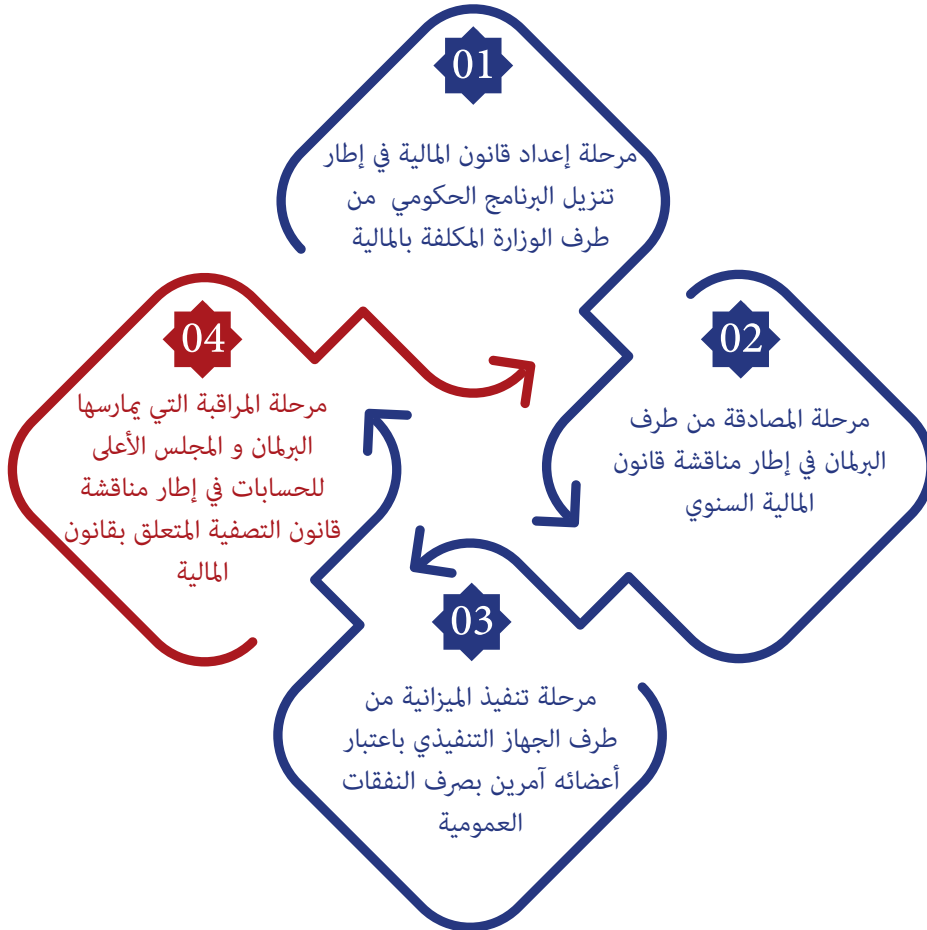 01
مرحلة إعداد قانون المالية في إطار
تنزيل البرنامج الحكومي من
طرف الوزارة المكلفة بالمالية
02
مرحلة المصادقة من طرف
البرلمان في إطار مناقشة قانون
المالية السنوي
03
مرحلة تنفيذ الميزانية من
طرف الجهاز التنفيذي باعتبار
أعضائه آمرين بصرف النفقات
العمومية
04
مرحلة المراقبة التي يمارسها
البرلمان و المجلس الأعلى
للحسابات في إطار مناقشة
قانون التصفية المتعلق بقانون
المالية